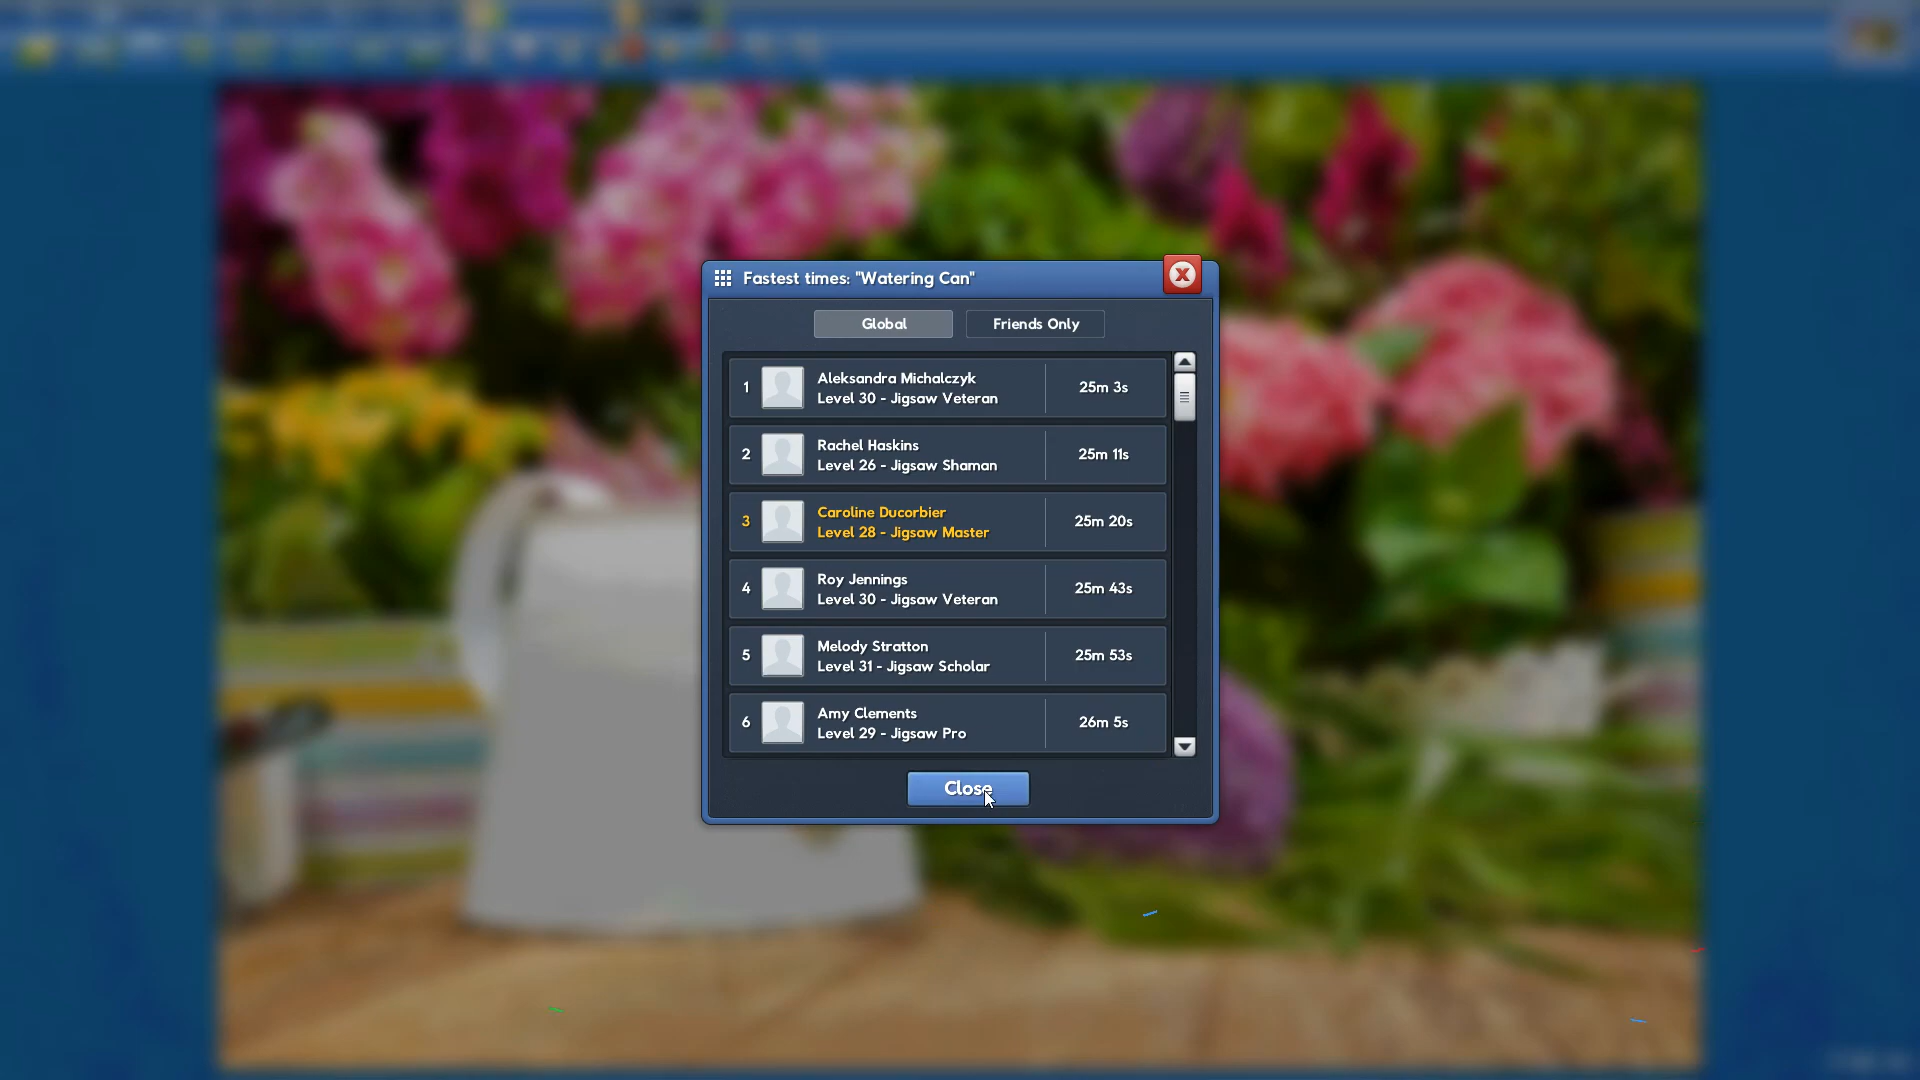 Fastest times: "Watering Can"
Global
Friends Only
1
Aleksandra Michalczyk
Level 30 - Jigsaw Veteran
25m 3s
2
Rachel Haskins
Level 26 - Jigsaw Shaman
25m 11s
3
Caroline Ducorbier
Level 28 - Jigsaw Master
25m 20s
4
Roy Jennings
Level 30 - Jigsaw Veteran
25m 43s
5
Melody Stratton
Level 31 - Jigsaw Scholar
25m 53s
6
Amy Clements
Level 29 - Jigsaw Pro
26m 5s
Close